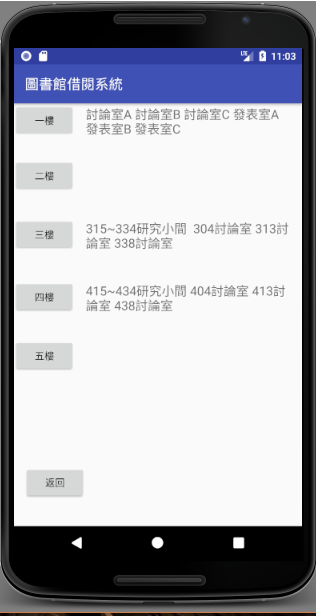 11:03
圖書館借閱系統
一樓
討論室A 討論室B 討論室C 發表室A
發表室B 發表室C
二樓
三樓
315~334研究小間  304討論室 313討
論室 338討論室
四樓
415~434研究小間 404討論室 413討
論室 438討論室
五樓
返回